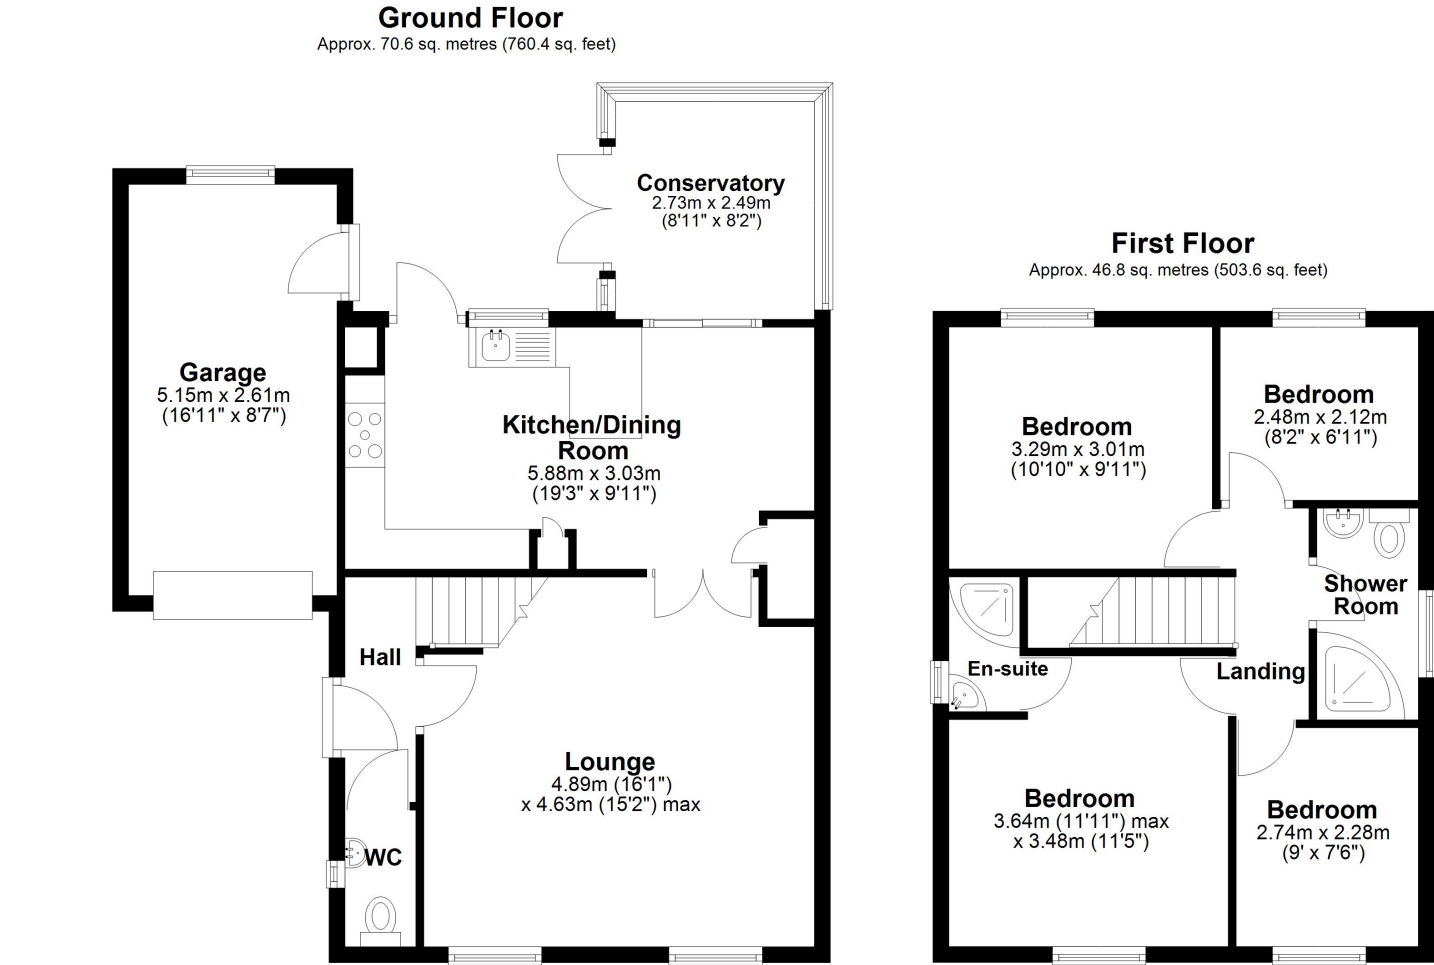 Ground Floor
Approx. 70.6 sq. metres (760.4 sq. feet)
Conservatory
2.73m x 2.49m
(8'11" x 8'2")
Garage
5.15m x 2.61m
(16'11" x 8'7")
Kitchen/Dining
Room
5.88m x 3.03m
(19'3" x 9'11")
Hall
Lounge
4.89m (16'1")
x 4.63m (15'2") max
WC
First Floor
Approx. 46.8 sq. metres (503.6 sq. feet)
Bedroom
3.29m x 3.01m
(10'10" x 9'11")
Bedroom
2.48m x 2.12m
(8'2" x 6'11")
Shower
Room
En-suite
Landing
Bedroom
3.64m (11'11") max
x 3.48m (11'5")
Bedroom
2.74m x 2.28m
(9' x 7'6")